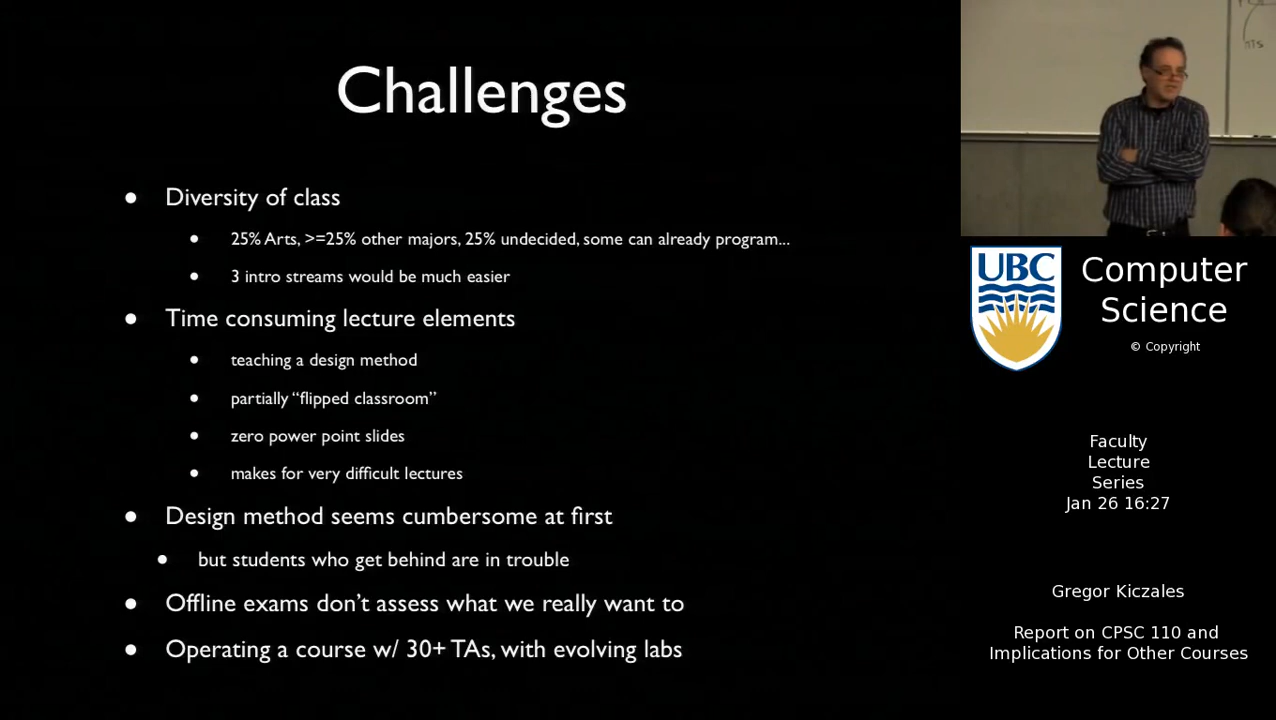 Challenges
Diversity of class
25% Arts, >=25% other majors, 25% undecided, some can already program...
3 intro streams would be much easier
Time consuming lecture elements
teaching a design method
partially “flipped classroom”
zero power point slides
makes for very difficult lectures
Design method seems cumbersome at first
but students who get behind are in trouble
Offline exams don’t assess what we really want to
Operating a course w/ 30+ TAs, with evolving labs
UBC
Computer
Science
© Copyright
Faculty
Lecture
Series
Jan 26 16:27
Gregor Kiczales
Report on CPSC 110 and
Implications for Other Courses